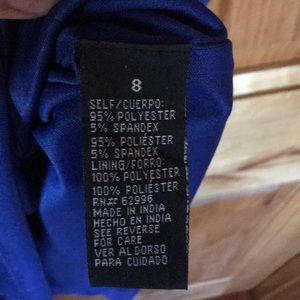 8
SELF/CUERPO:
95% POLYESTER
5% SPANDEX
95% POLIÉSTER
5% SPANDEX
LINING/FORRO:
100% POLYESTER
100% POLIÉSTER
RN# 62996
MADE IN INDIA
HECHO EN INDIA
SEE REVERSE
FOR CARE
VER AL DORSO
PARA CUIDADO